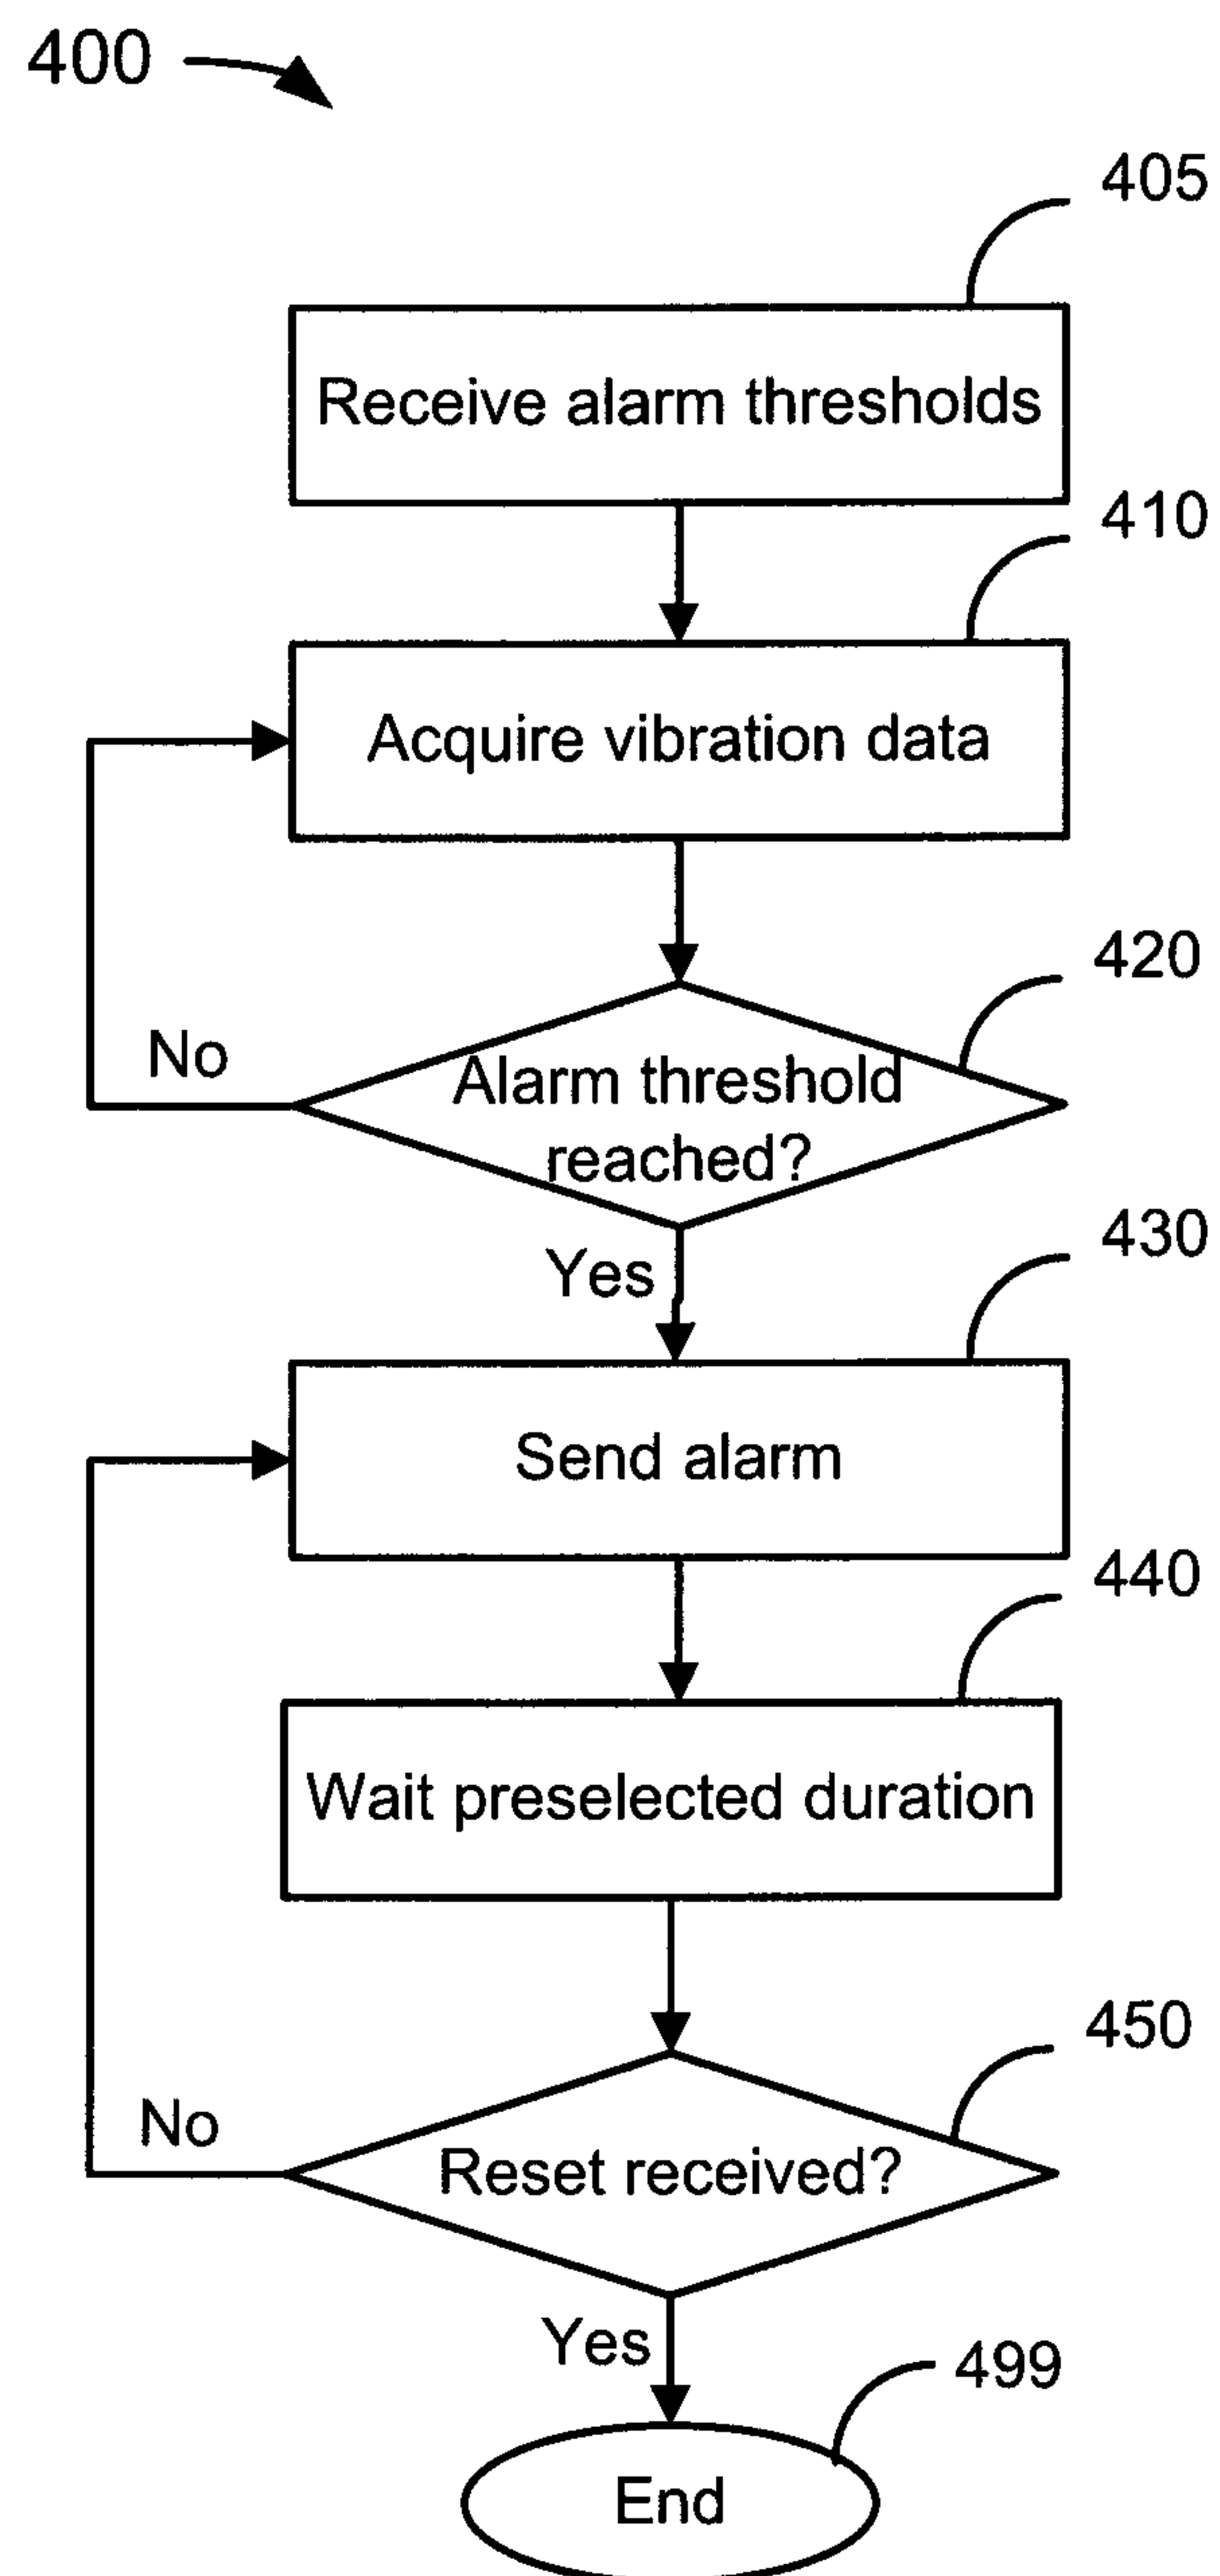 400
405
Receive alarm thresholds
410
Acquire vibration data
420
No
Alarm threshold
reached?
430
Yes
Send alarm
440
Wait preselected duration
450
No
Reset received?
Yes
499
End